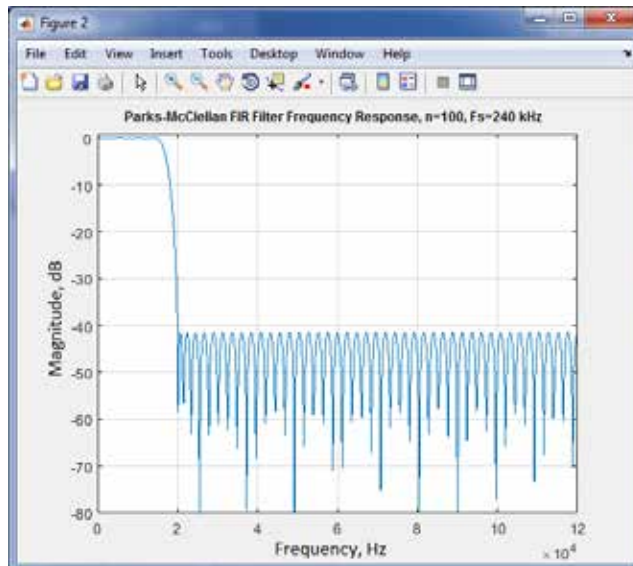 Figure 2
File Edit View Insert Tools Desktop Window Help
Parks-McClellan FIR Filter Frequency Response, n=100, Fs=240 kHz
Magnitude, dB
0
-10
-20
-30
-40
-50
-60
-70
-80
0 2 4 6 8 10 12
× 10⁴
Frequency, Hz